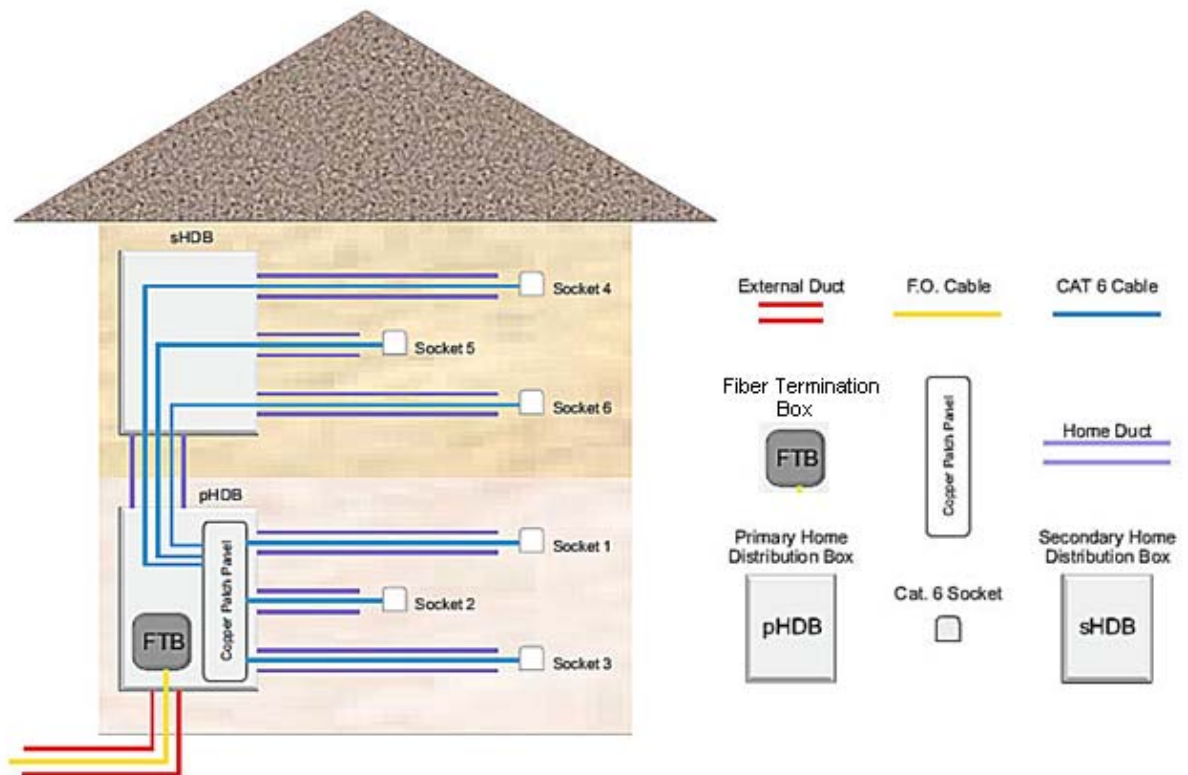 sHDB
Socket 4
Socket 5
Socket 6
pHDB
Copper Patch Panel
Socket 1
Socket 2
FTB
Socket 3
External Duct
F.O. Cable
CAT 6 Cable
Fiber Termination
Box
FTB
Copper Patch Panel
Home Duct
Primary Home
Distribution Box
pHDB
Cat. 6 Socket
Secondary Home
Distribution Box
sHDB